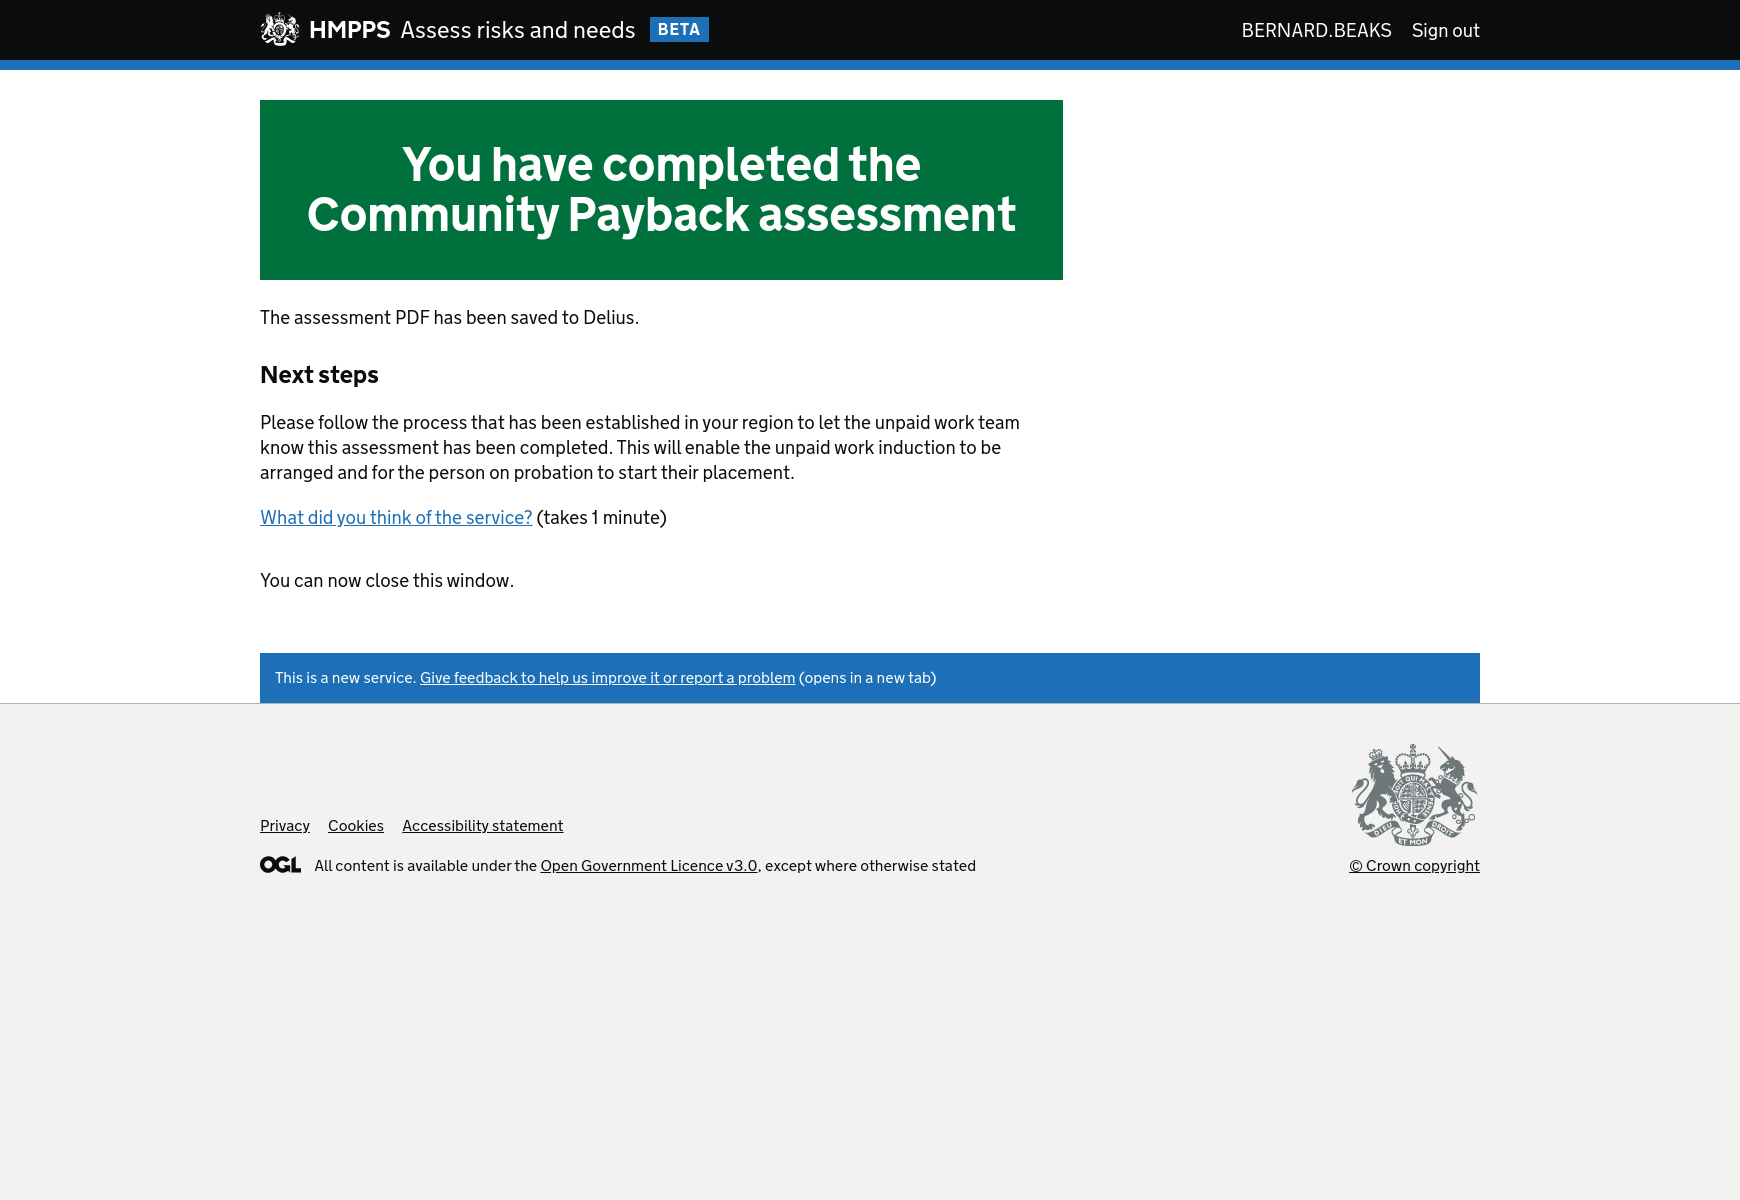 HMPPS Assess risks and needs BETA BERNARD.BEAKS Sign out
You have completed the
Community Payback assessment
The assessment PDF has been saved to Delius.
Next steps
Please follow the process that has been established in your region to let the unpaid work team
know this assessment has been completed. This will enable the unpaid work induction to be
arranged and for the person on probation to start their placement.
What did you think of the service? (takes 1 minute)
You can now close this window.
This is a new service. Give feedback to help us improve it or report a problem (opens in a new tab)
Privacy Cookies Accessibility statement
OGL All content is available under the Open Government Licence v3.0, except where otherwise stated
DIEU ET MON DROIT
© Crown copyright